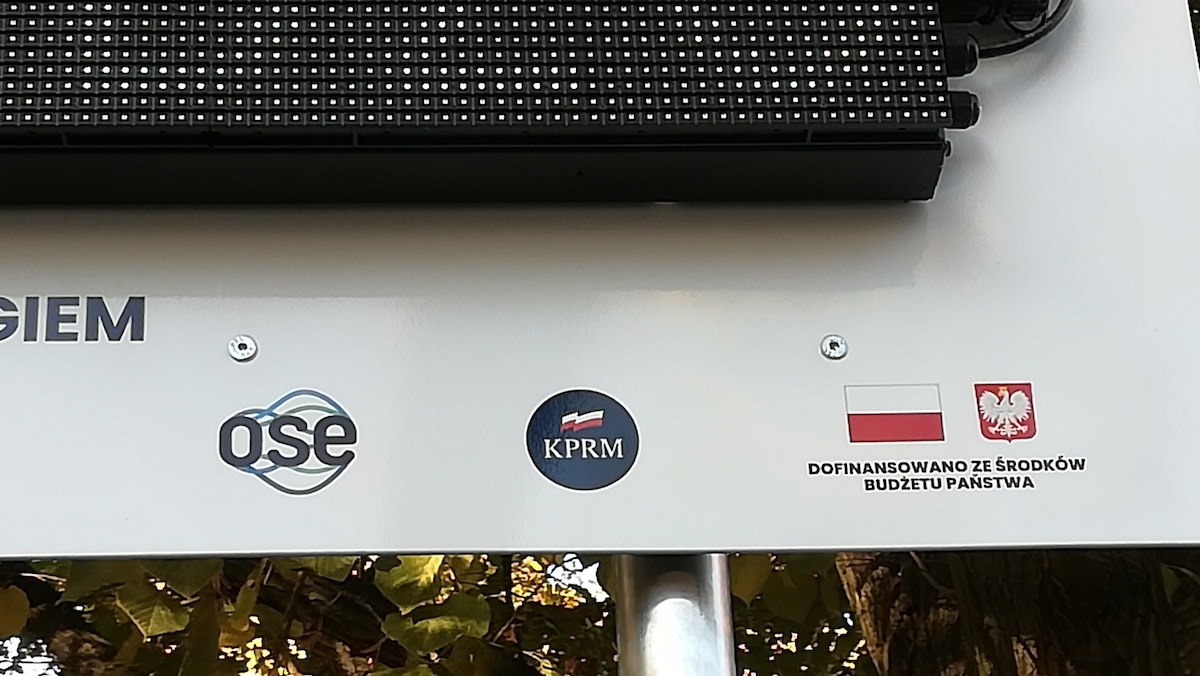 GIEM
ose
KPRM
DOFINANSOWANO ZE ŚRODKÓW
BUDŻETU PAŃSTWA